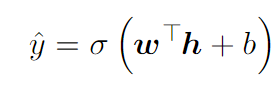 ŷ = σ (w⊤h + b)